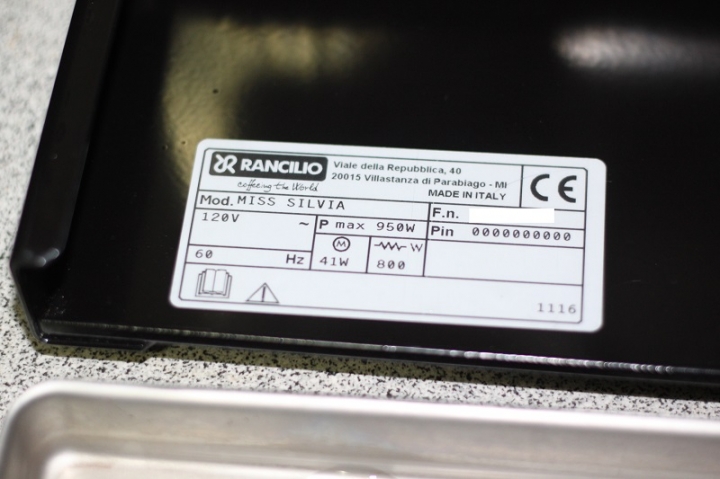 RANCILIO
coffeeing the World
Viale della Repubblica, 40
20015 Villastanza di Parabiago - MI
MADE IN ITALY
CE
Mod. MISS SILVIA
F.n.
120V ~
P max 950W
Pin 0000000000
M
W
60 Hz
41W
800
1116